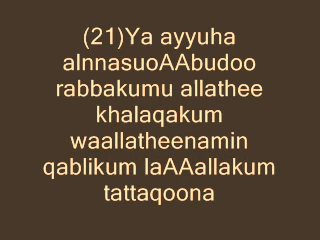 (21)Ya ayyuha
alnnasuoAAbudoo
rabbakumu allathee
khalaqakum
waallatheenamin
qablikum laAAallakum
tattaqoona